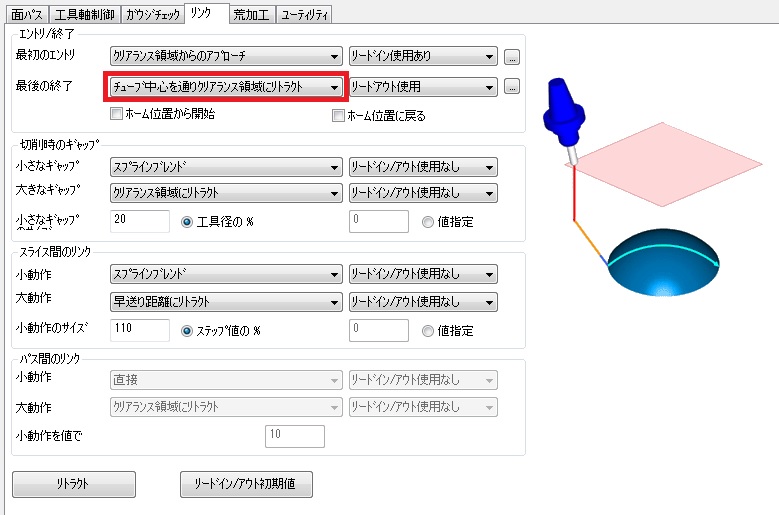 面パス 工具軸制御 ガウジチェック リンク 荒加工 ユーティリティ
エントリ/終了
最初のエントリ クリアランス領域からのアプローチ リードイン使用あり ...
最後の終了 チューブ中心を通りクリアランス領域にリトラクト リードアウト使用 ...
ホーム位置から開始 ホーム位置に戻る
切削時のギャップ
小さなギャップ スプラインブレンド リードイン/アウト使用なし
大きなギャップ クリアランス領域にリトラクト リードイン/アウト使用なし
小さなギャップ 20 工具径の % 0 値指定
スライス間のリンク
小動作 スプラインブレンド リードイン/アウト使用なし
大動作 早送り距離にリトラクト リードイン/アウト使用なし
小動作のサイズ 110 ステップ値の % 0 値指定
パス間のリンク
小動作 直接 リードイン/アウト使用なし
大動作 クリアランス領域にリトラクト リードイン/アウト使用なし
小動作を値で 10
リトラクト リードイン/アウト初期値